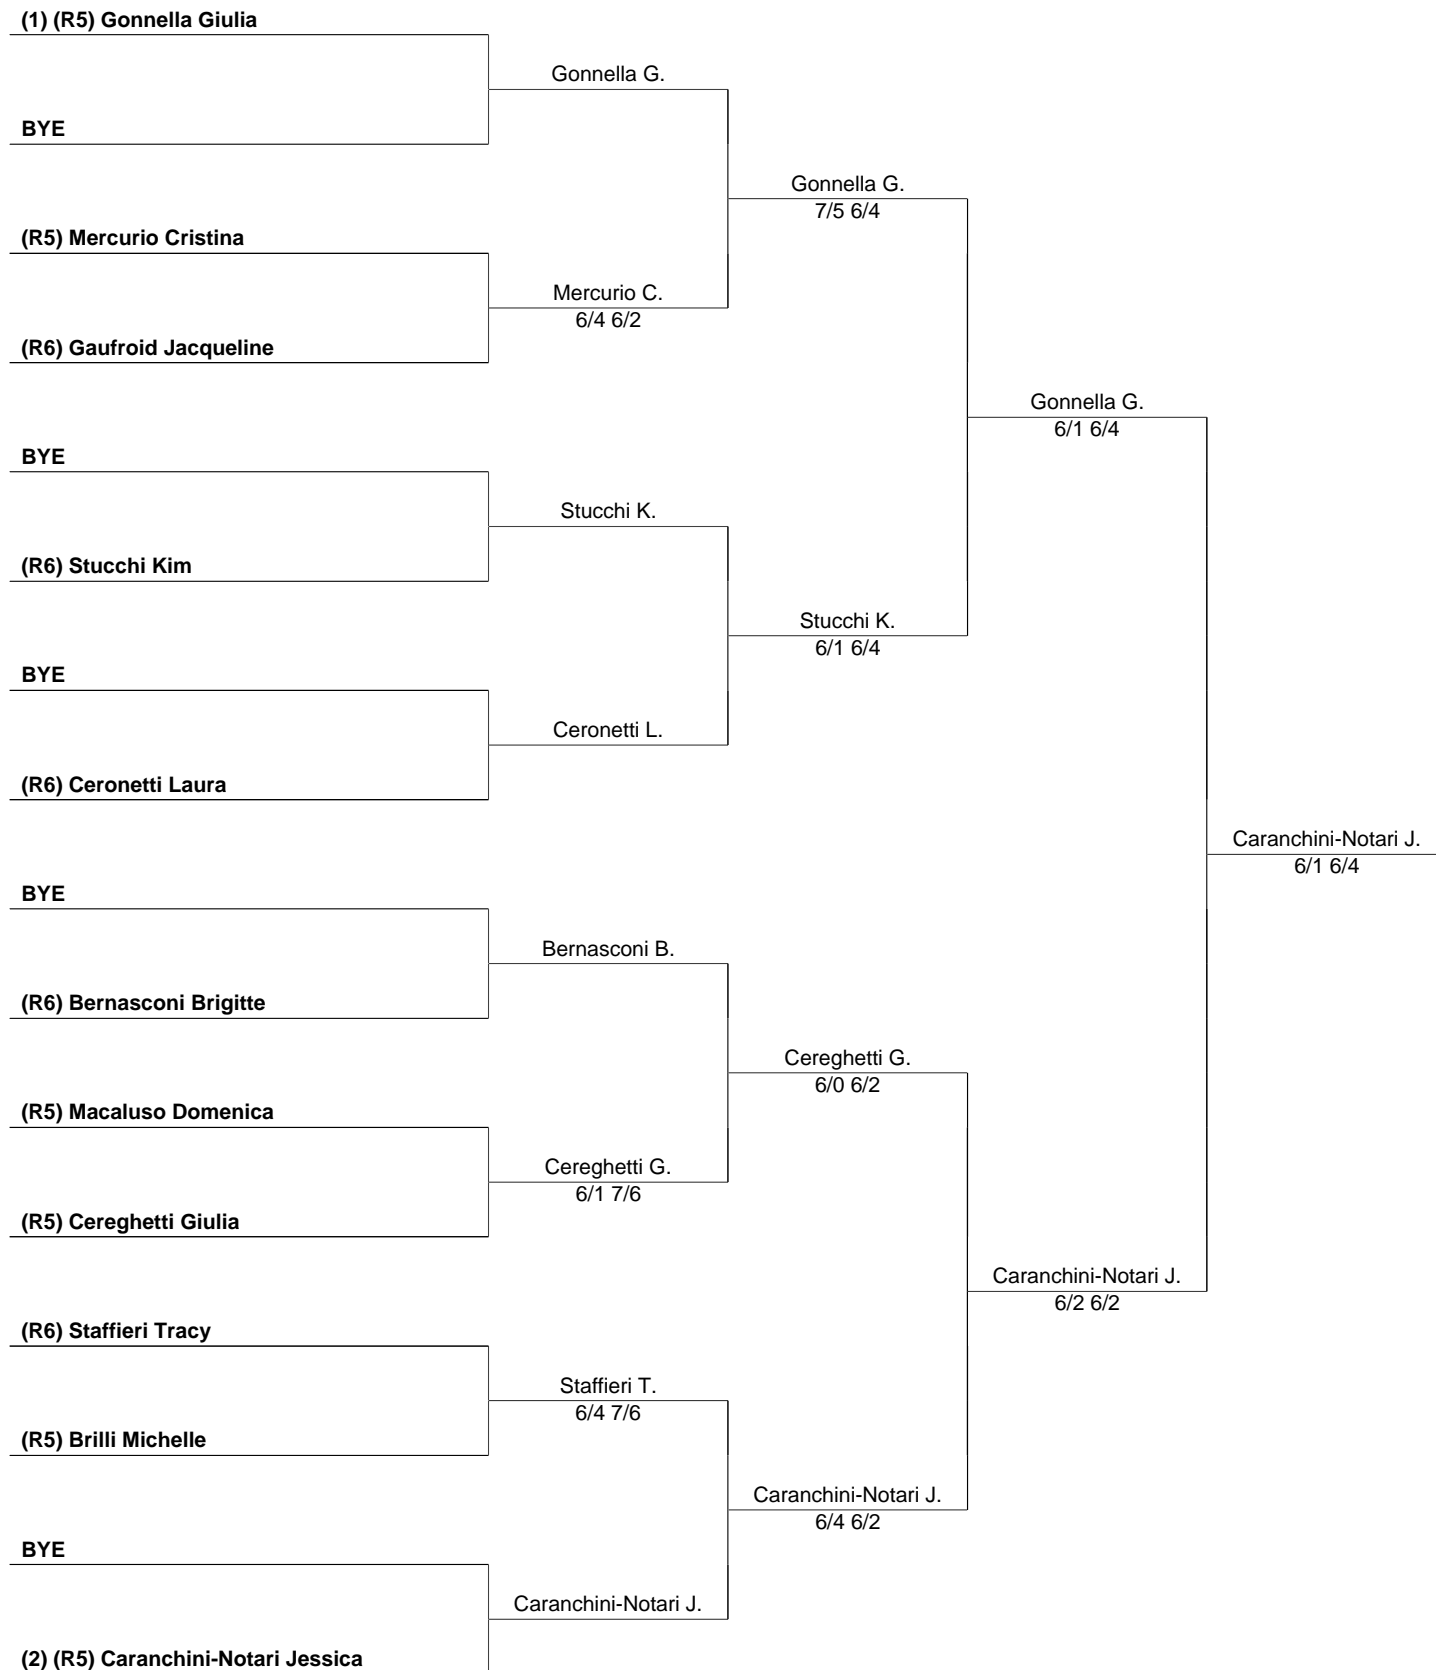 (1) (R5) Gonnella Giulia
Gonnella G.
BYE
Gonnella G.
7/5 6/4
(R5) Mercurio Cristina
Mercurio C.
6/4 6/2
(R6) Gaufroid Jacqueline
Gonnella G.
6/1 6/4
BYE
Stucchi K.
(R6) Stucchi Kim
Stucchi K.
6/1 6/4
BYE
Ceronetti L.
(R6) Ceronetti Laura
Caranchini-Notari J.
6/1 6/4
BYE
Bernasconi B.
(R6) Bernasconi Brigitte
Cereghetti G.
6/0 6/2
(R5) Macaluso Domenica
Cereghetti G.
6/1 7/6
(R5) Cereghetti Giulia
Caranchini-Notari J.
6/2 6/2
(R6) Staffieri Tracy
Staffieri T.
6/4 7/6
(R5) Brilli Michelle
Caranchini-Notari J.
6/4 6/2
BYE
Caranchini-Notari J.
(2) (R5) Caranchini-Notari Jessica